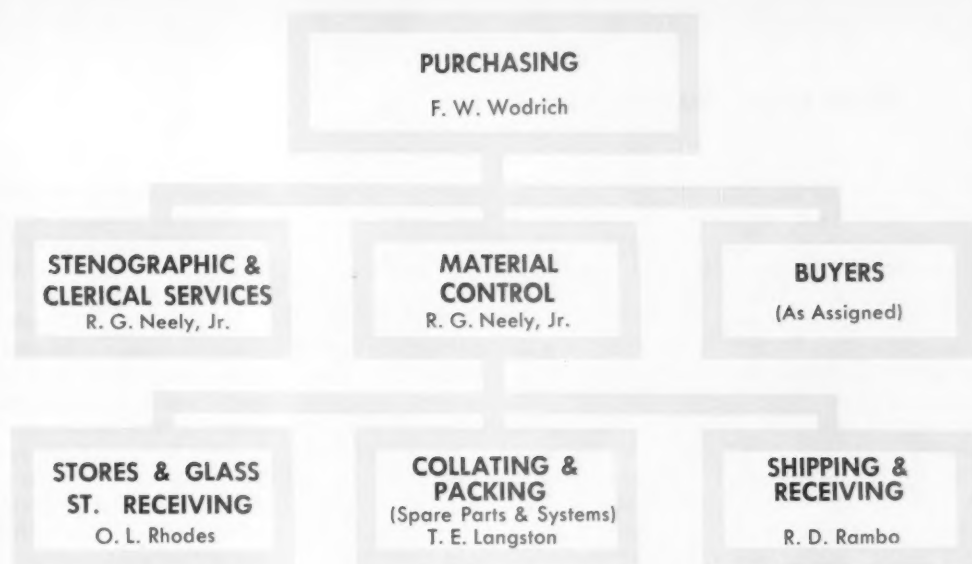 PURCHASING
F. W. Wodrich
STENOGRAPHIC &
CLERICAL SERVICES
R. G. Neely, Jr.
MATERIAL
CONTROL
R. G. Neely, Jr.
BUYERS
(As Assigned)
STORES & GLASS
ST. RECEIVING
O. L. Rhodes
COLLATING &
PACKING
(Spare Parts & Systems)
T. E. Langston
SHIPPING &
RECEIVING
R. D. Rambo